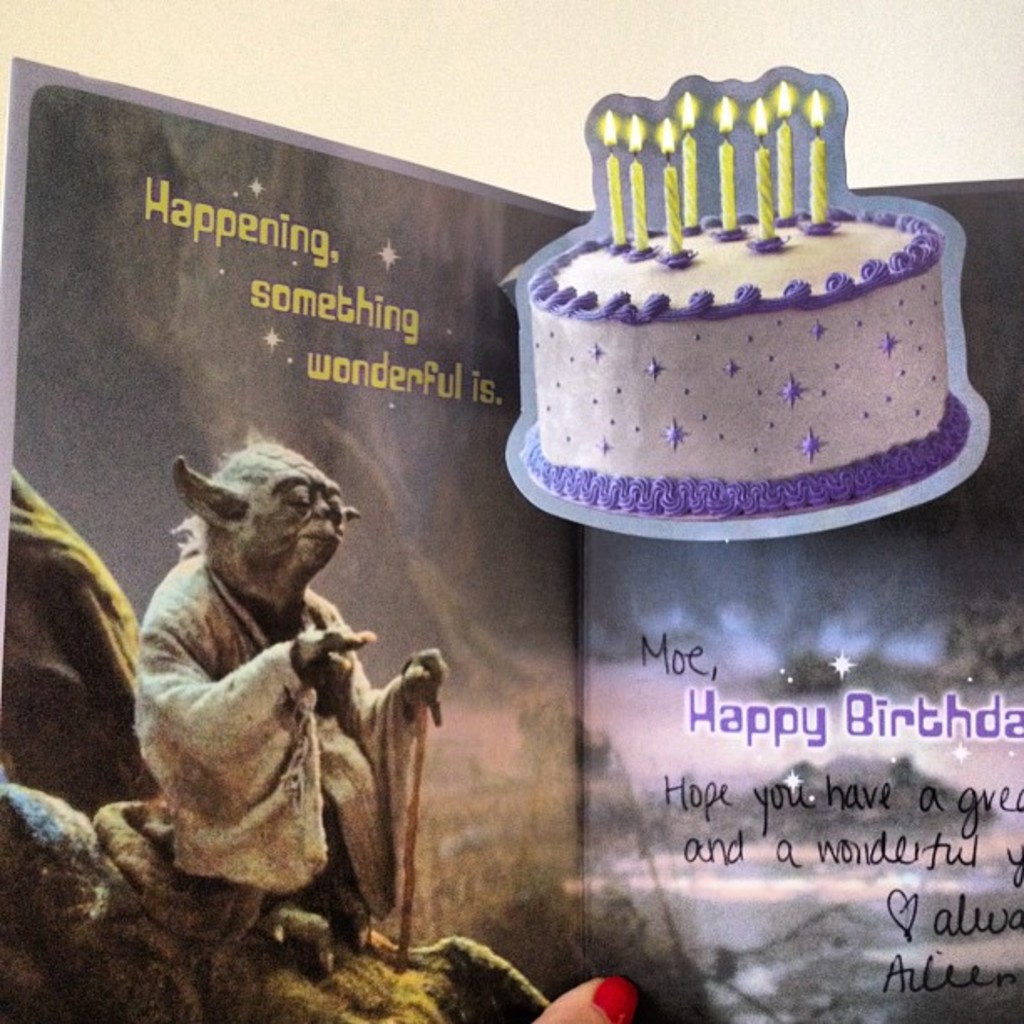 Happening,
something
wonderful is.
Moe,
Happy Birthda
Hope you have a grea
and a wonderful y
♡ alwa
Aileen